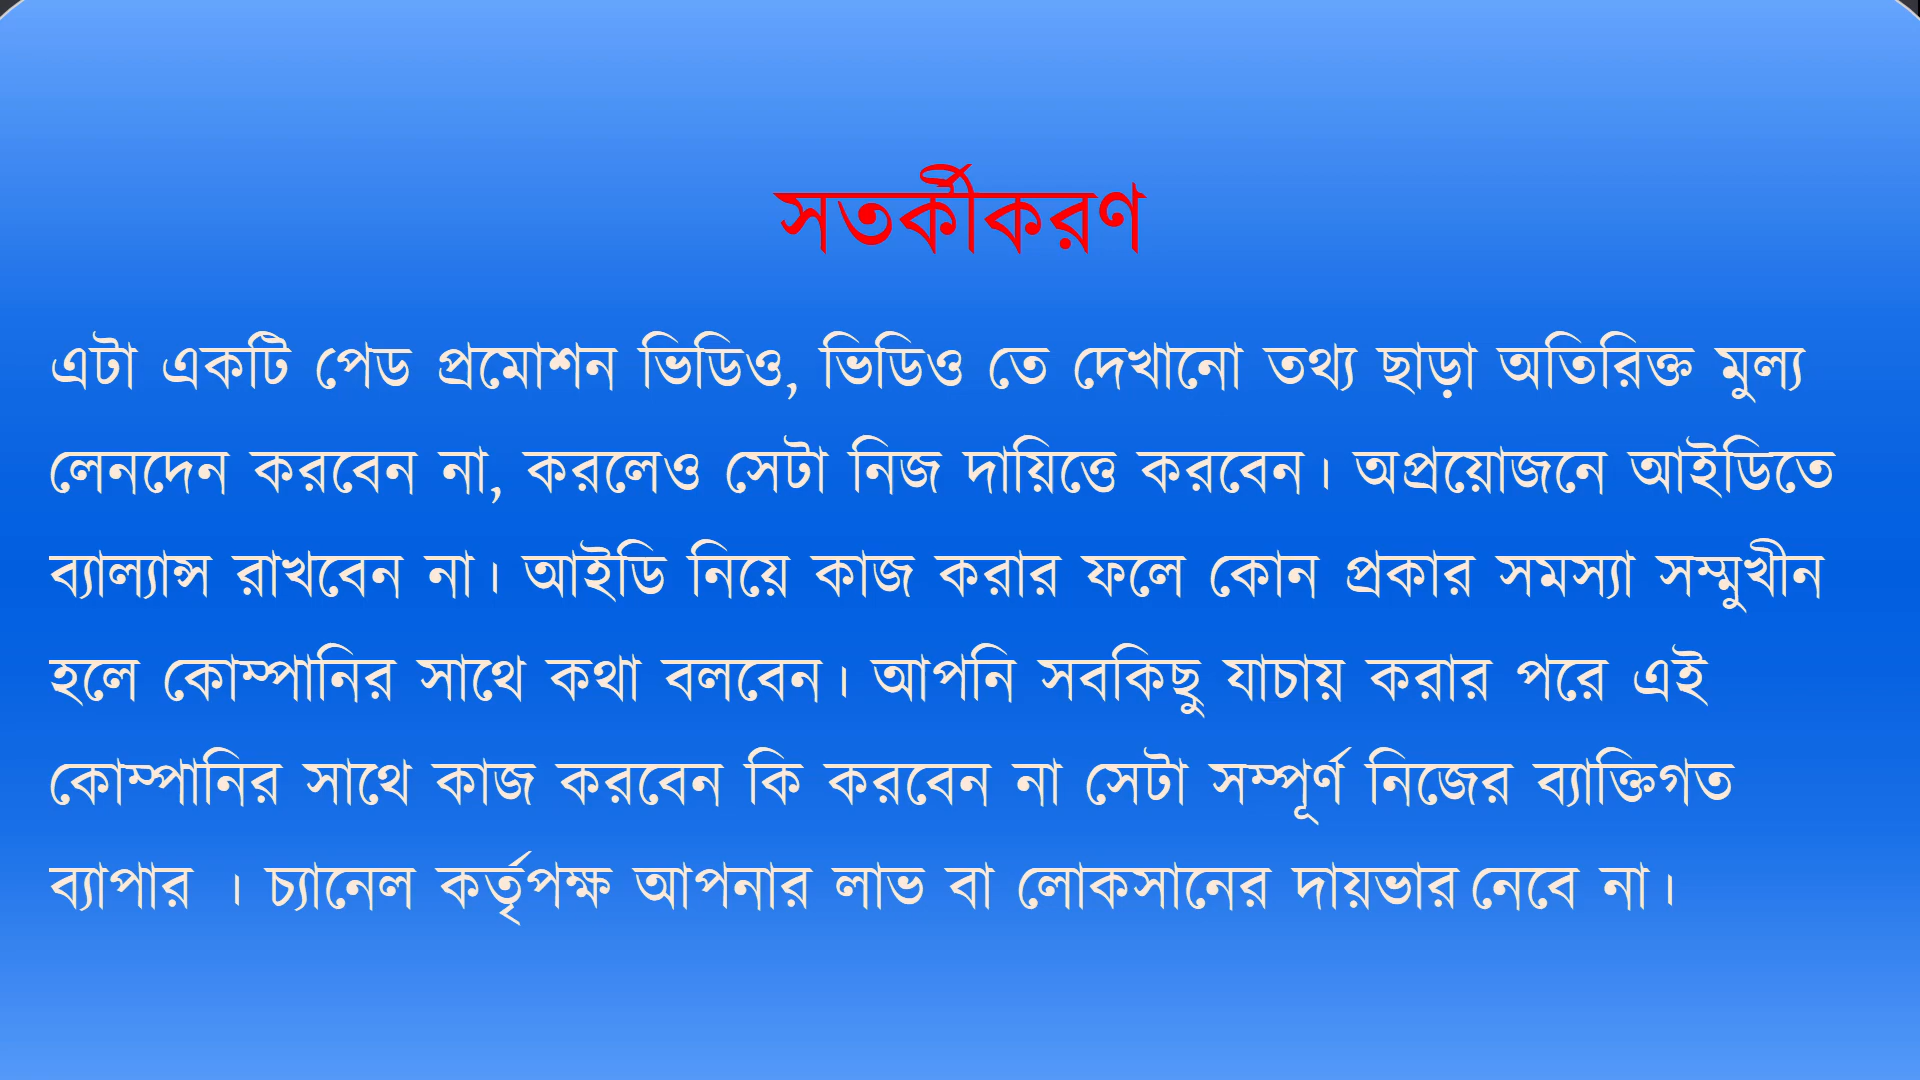 সতর্কীকরণ
এটা একটি পেড প্রমোশন ভিডিও, ভিডিও তে দেখানো তথ্য ছাড়া অতিরিক্ত মুল্য
লেনদেন করবেন না, করলেও সেটা নিজ দায়িত্তে করবেন। অপ্রয়োজনে আইডিতে
ব্যাল্যান্স রাখবেন না। আইডি নিয়ে কাজ করার ফলে কোন প্রকার সমস্যা সম্মুখীন
হলে কোম্পানির সাথে কথা বলবেন। আপনি সবকিছু যাচায় করার পরে এই
কোম্পানির সাথে কাজ করবেন কি করবেন না সেটা সম্পূর্ণ নিজের ব্যাক্তিগত
ব্যাপার । চ্যানেল কর্তৃপক্ষ আপনার লাভ বা লোকসানের দায়ভার নেবে না।